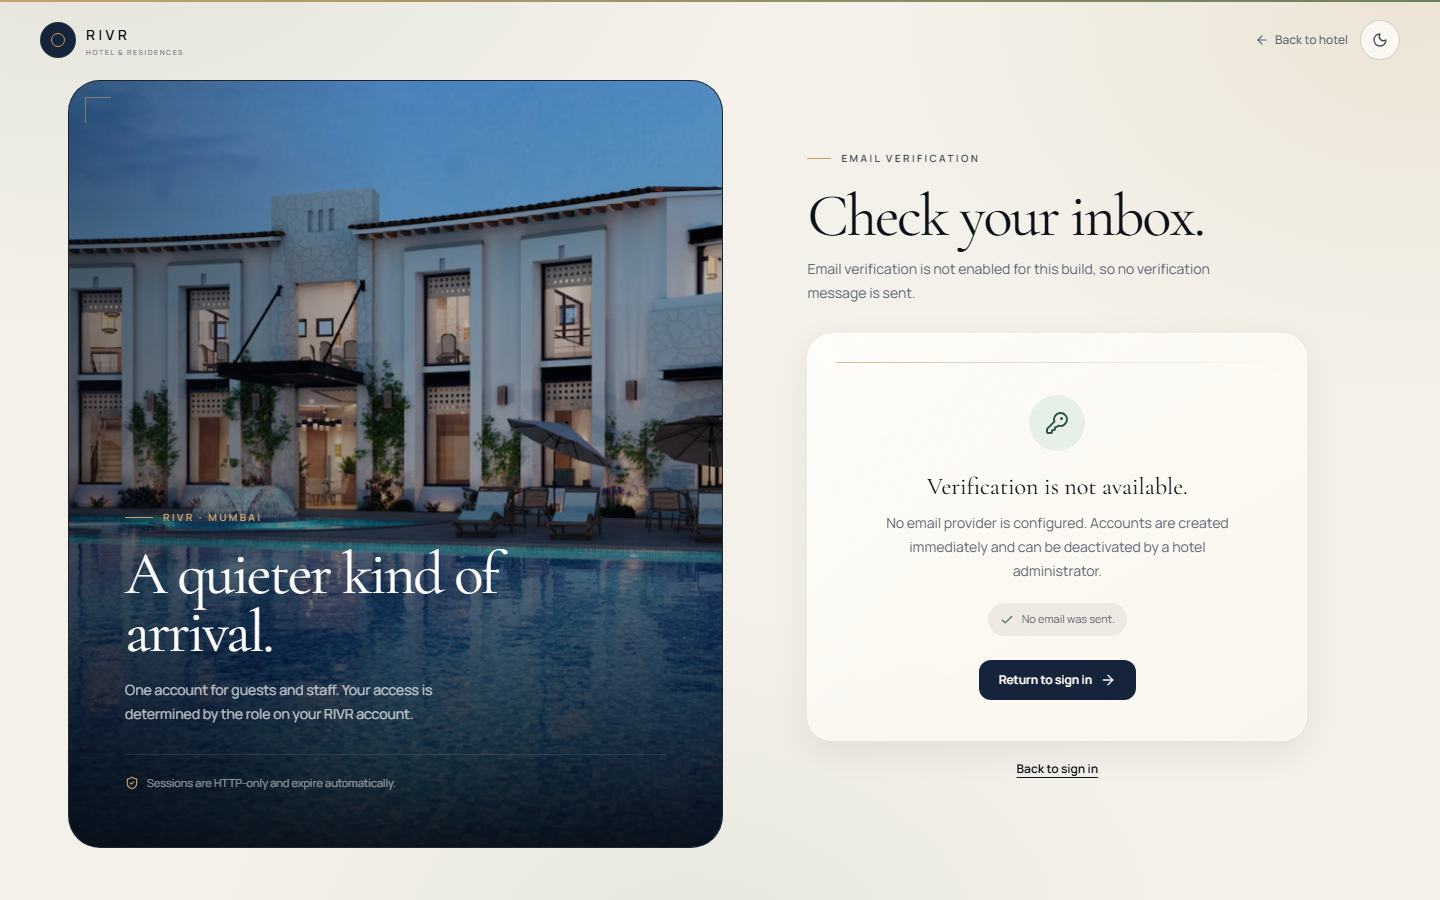 RIVR
HOTEL & RESIDENCES
Back to hotel
RIVR · MUMBAI
A quieter kind of
arrival.
One account for guests and staff. Your access is
determined by the role on your RIVR account.
Sessions are HTTP-only and expire automatically.
EMAIL VERIFICATION
Check your inbox.
Email verification is not enabled for this build, so no verification
message is sent.
Verification is not available.
No email provider is configured. Accounts are created
immediately and can be deactivated by a hotel
administrator.
No email was sent.
Return to sign in
Back to sign in